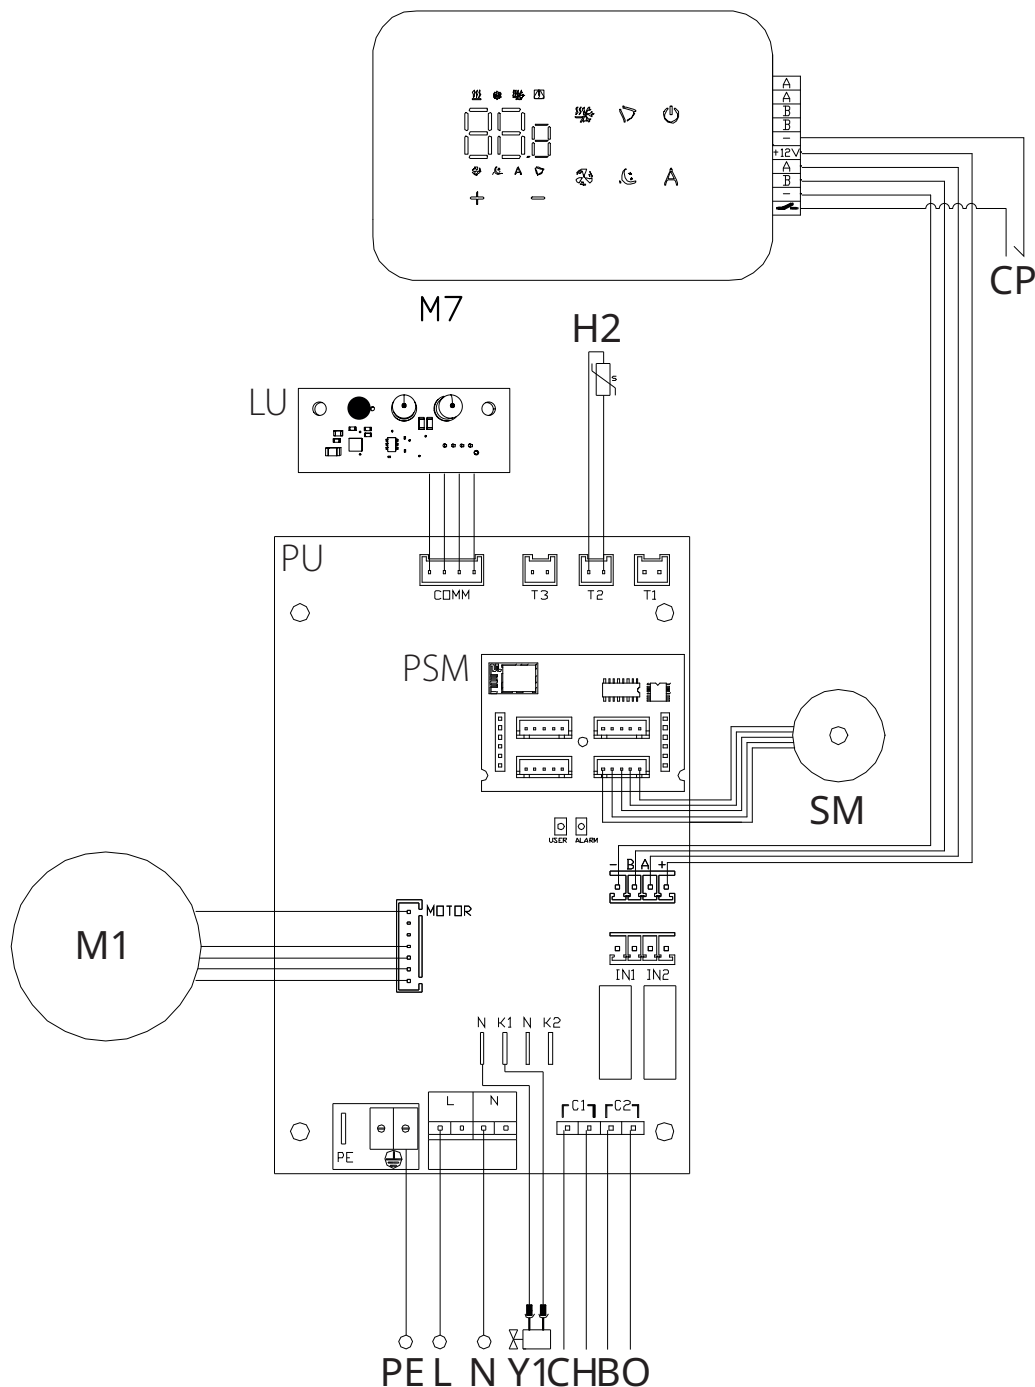 A
A
B
B
-
+12V
A
B
-
A
+ -
CP
M7
H2
S
LU
PU
COMM T3 T2 T1
PSM
SM
USER ALARM
- B A +
MOTOR
M1
IN1 IN2
N K1 N K2
L N
C1 C2
PE
PE L N Y1 CH BO